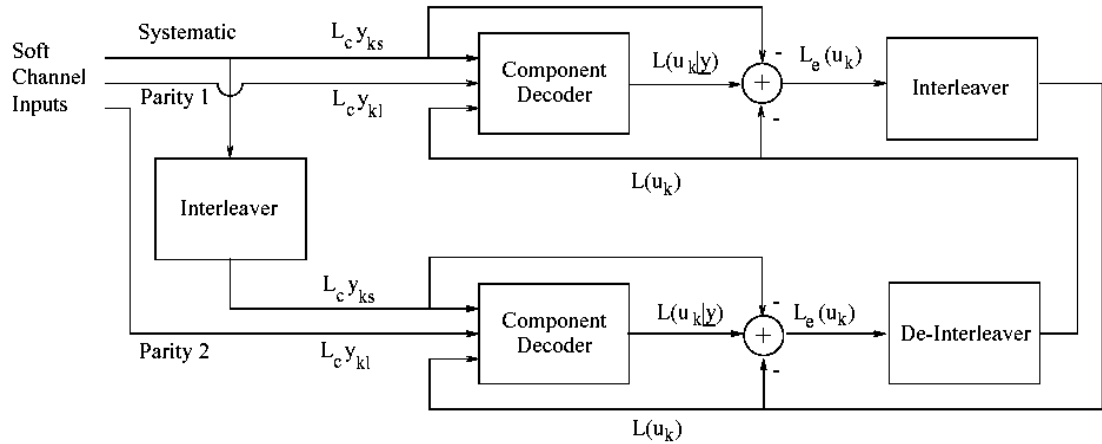 Soft
Channel
Inputs
Systematic
L_c y_ks
Parity 1
L_c y_kl
Component
Decoder
L(u_k|y)
-
+
-
L_e(u_k)
Interleaver
L(u_k)
Interleaver
L_c y_ks
Parity 2
L_c y_kl
Component
Decoder
L(u_k|y)
-
+
-
L_e(u_k)
De-Interleaver
L(u_k)